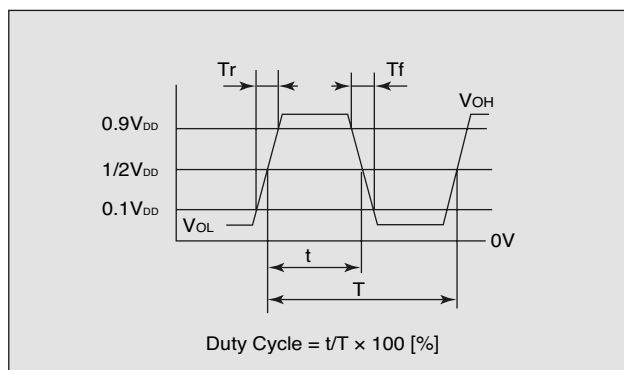 Tr
Tf
VOH
0.9VDD
1/2VDD
0.1VDD
VOL
0V
t
T
Duty Cycle = t/T × 100 [%]